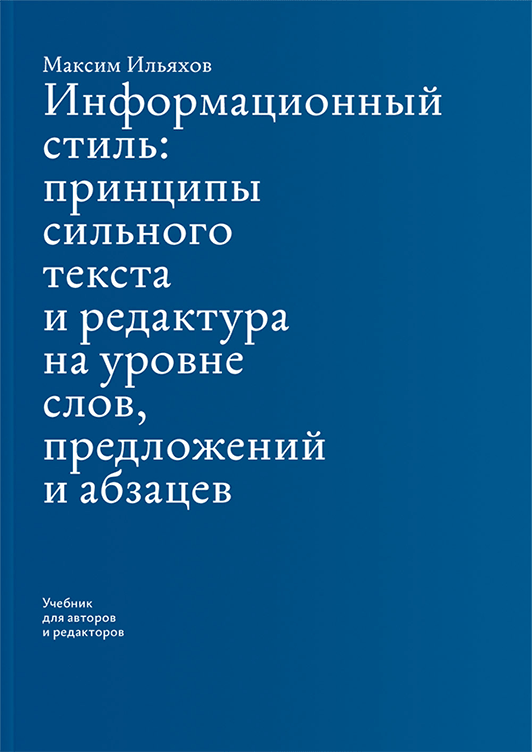 Максим Ильяхов
Информационный
стиль:
принципы
сильного
текста
и редактура
на уровне
слов,
предложений
и абзацев
Учебник
для авторов
и редакторов